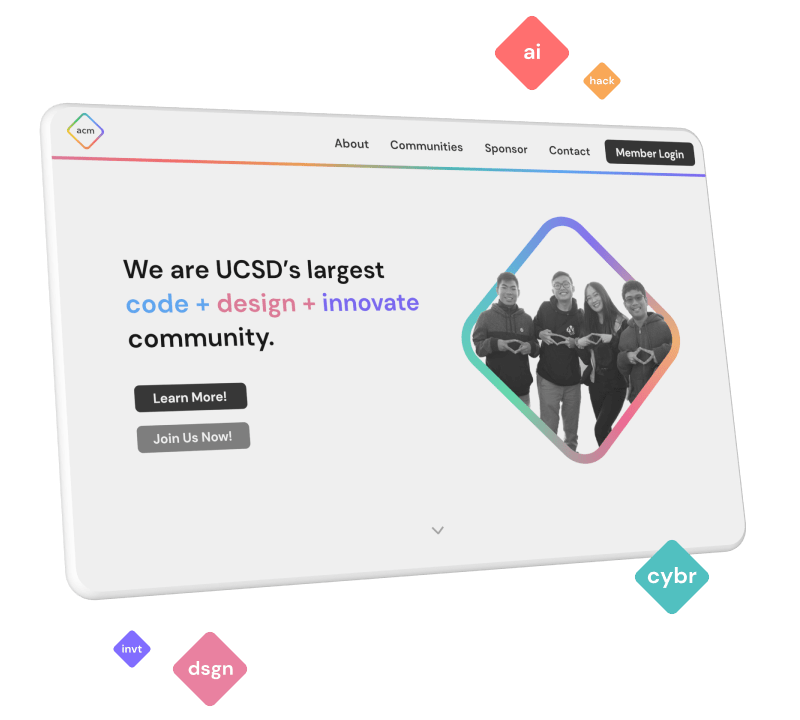 ai
hack
acm
About Communities Sponsor Contact Member Login
We are UCSD's largest
code + design + innovate
community.
Learn More!
Join Us Now!
cybr
invt
dsgn